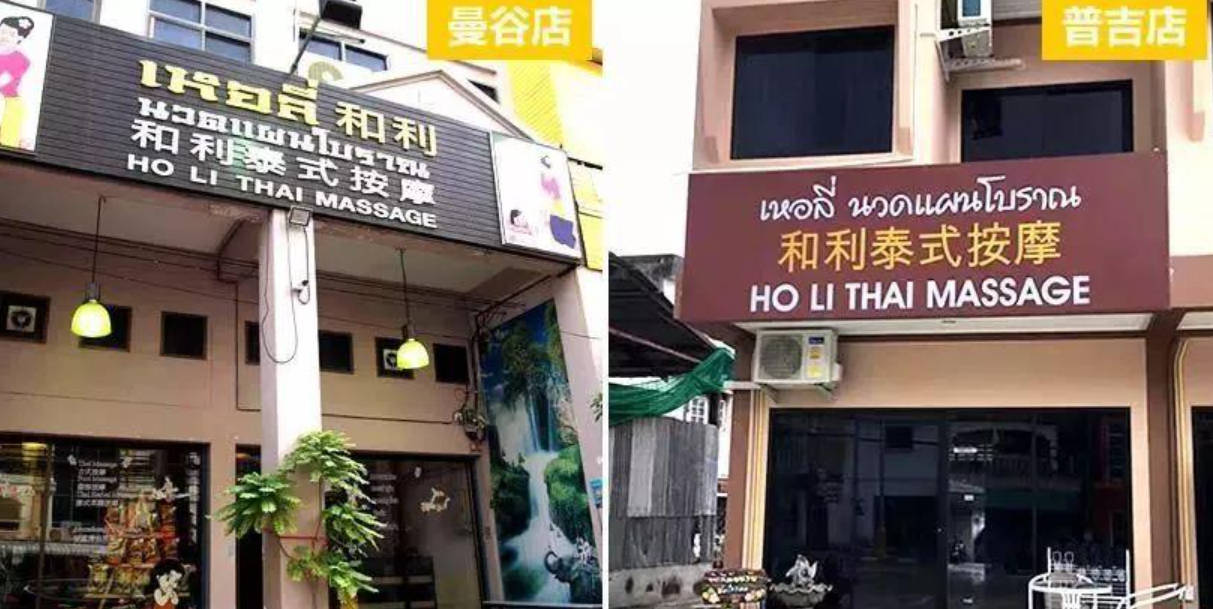 曼谷店
เหอลี่ 和利
นวดแผนโบราณ
和利泰式按摩
HO LI THAI MASSAGE
普吉店
เหอลี่ นวดแผนโบราณ
和利泰式按摩
HO LI THAI MASSAGE